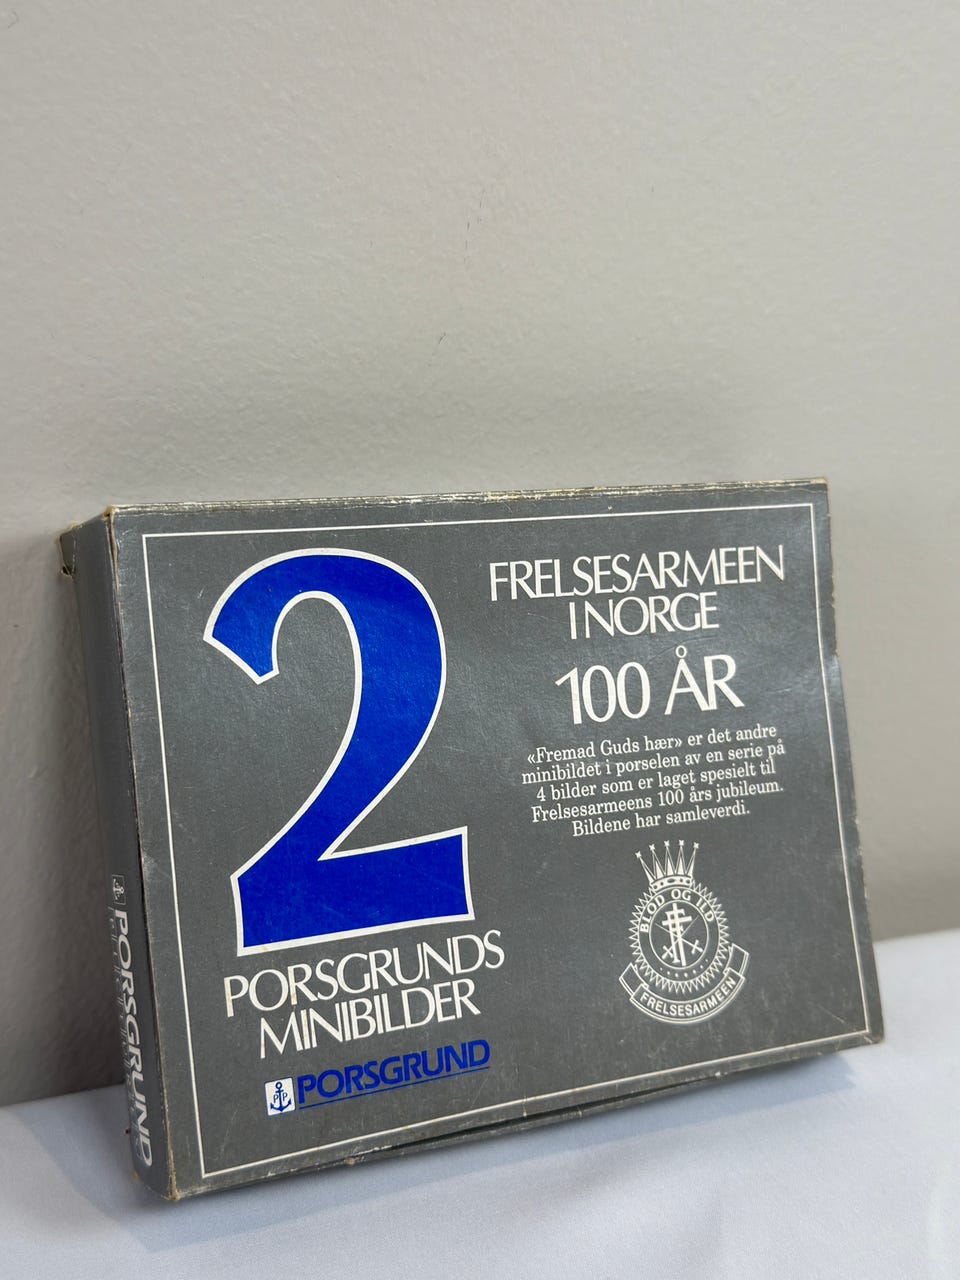 2
PORSGRUNDS
MINIBILDER
PORSGRUND
FRELSESARMEEN
I NORGE
100 ÅR
«Fremad Guds hær» er det andre
minibildet i porselen av en serie på
4 bilder som er laget spesielt til
Frelsesarmeens 100 års jubileum.
Bildene har samleverdi.
BLOD OG ILD
FRELSESARMEEN
PORSGRUND